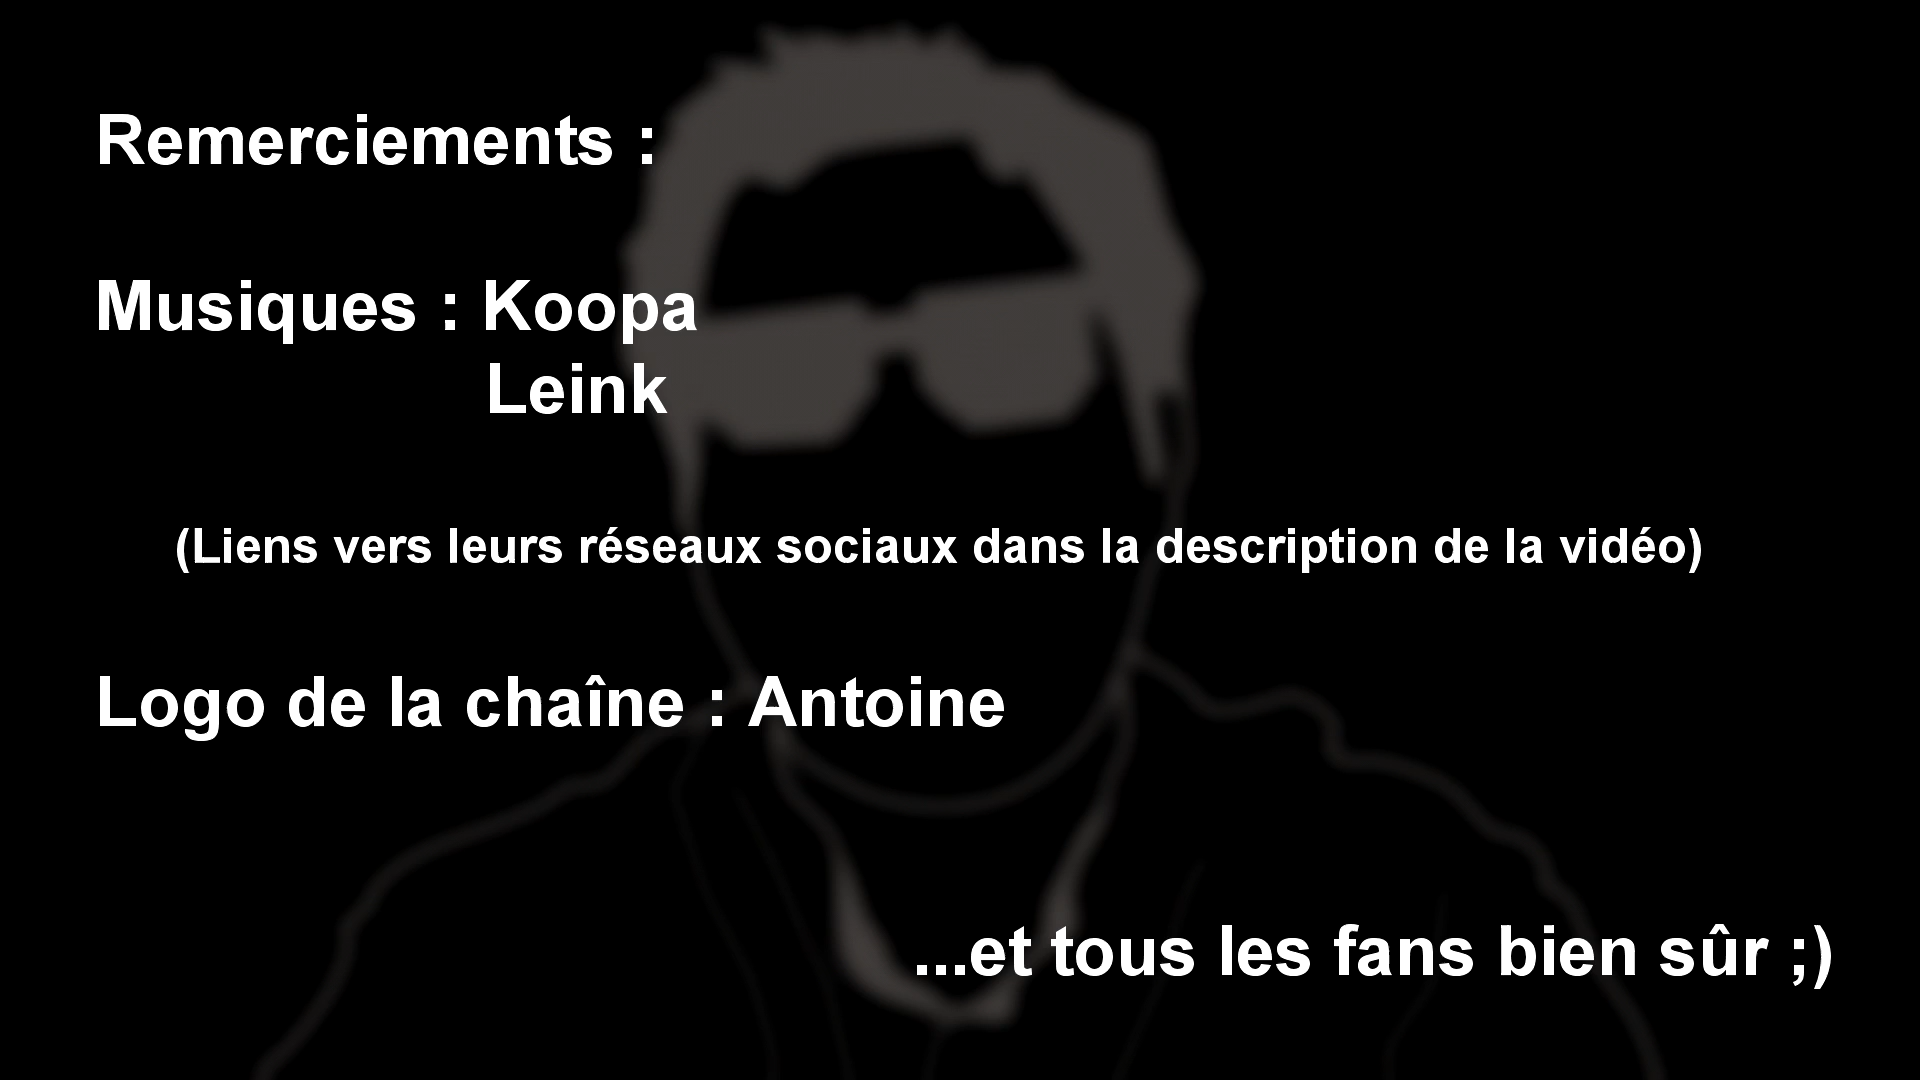 Remerciements :
Musiques : Koopa
Leink
(Liens vers leurs réseaux sociaux dans la description de la vidéo)
Logo de la chaîne : Antoine
...et tous les fans bien sûr ;)